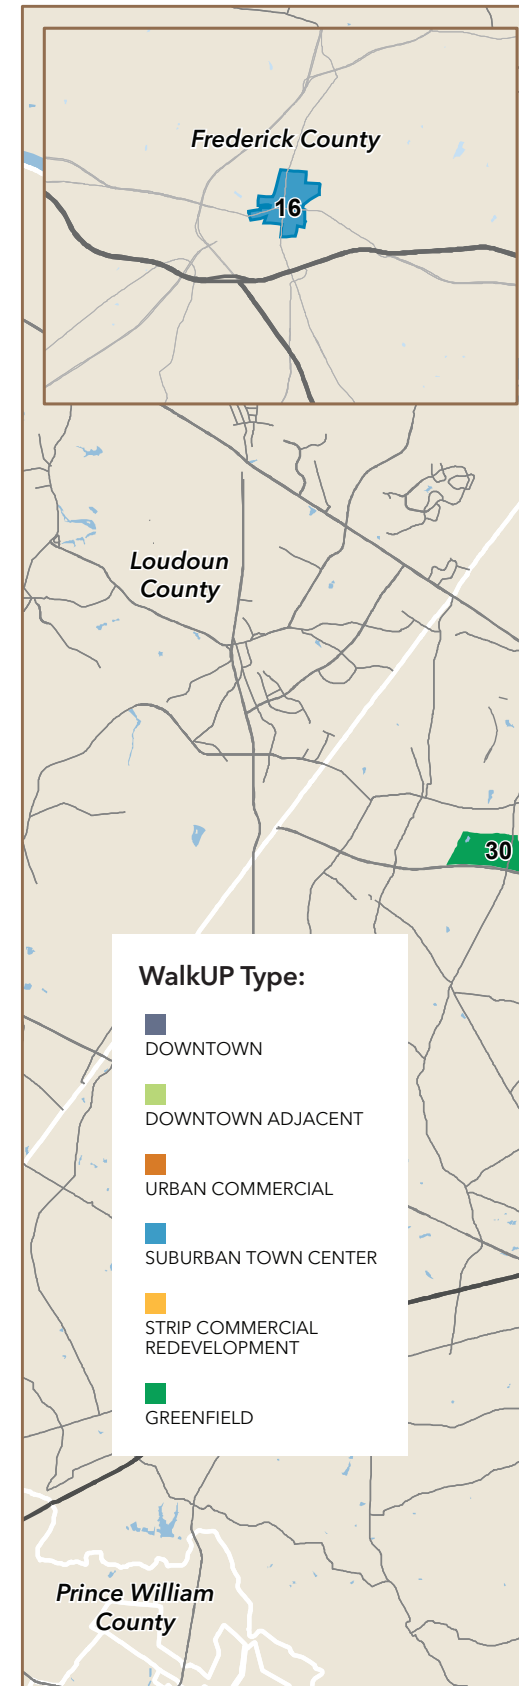 Frederick County
16
Loudoun
County
30
WalkUP Type:
DOWNTOWN
DOWNTOWN ADJACENT
URBAN COMMERCIAL
SUBURBAN TOWN CENTER
STRIP COMMERCIAL
REDEVELOPMENT
GREENFIELD
Prince William
County